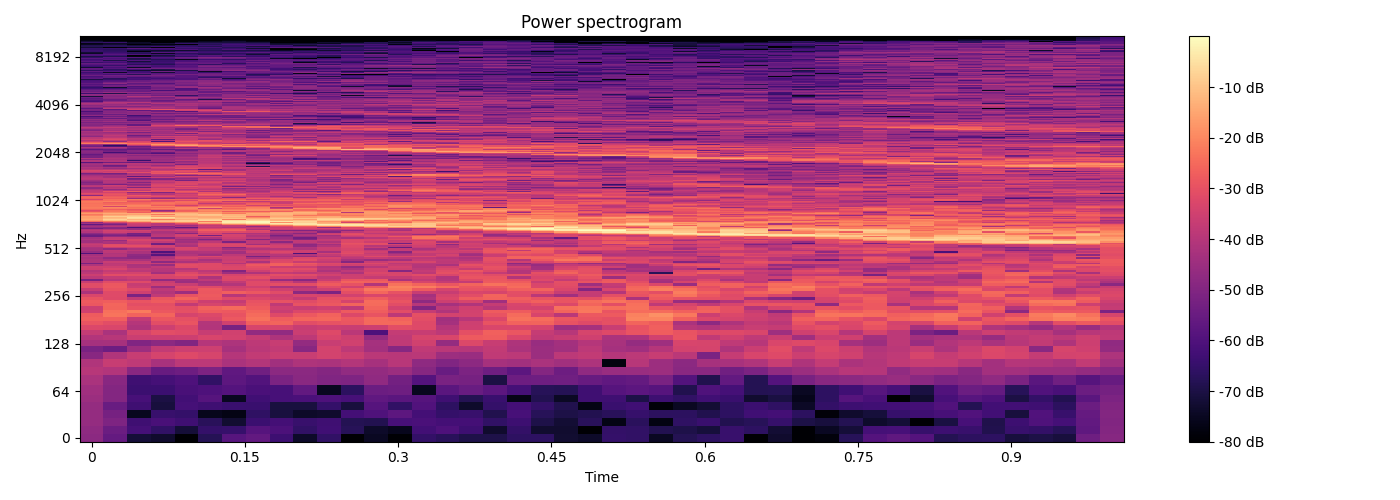 Power spectrogram
Hz
8192
4096
2048
1024
512
256
128
64
0
0 0.15 0.3 0.45 0.6 0.75 0.9
Time
-10 dB
-20 dB
-30 dB
-40 dB
-50 dB
-60 dB
-70 dB
-80 dB